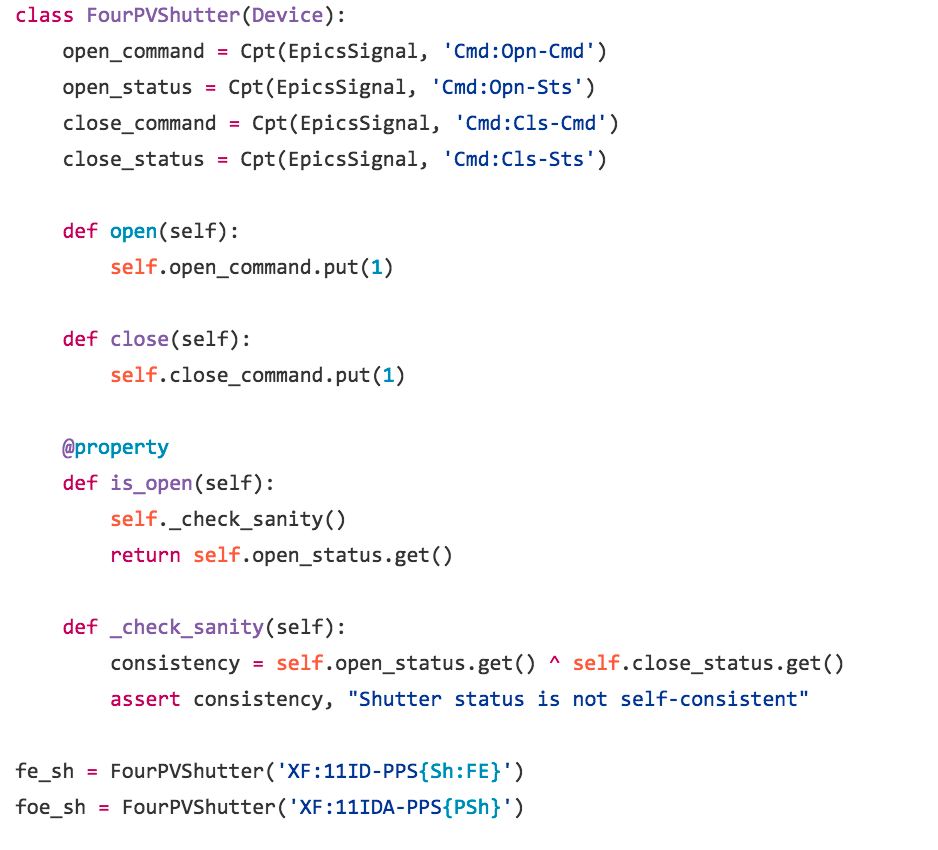 class FourPVShutter(Device):
    open_command = Cpt(EpicsSignal, 'Cmd:Opn-Cmd')
    open_status = Cpt(EpicsSignal, 'Cmd:Opn-Sts')
    close_command = Cpt(EpicsSignal, 'Cmd:Cls-Cmd')
    close_status = Cpt(EpicsSignal, 'Cmd:Cls-Sts')

    def open(self):
        self.open_command.put(1)

    def close(self):
        self.close_command.put(1)

    @property
    def is_open(self):
        self._check_sanity()
        return self.open_status.get()

    def _check_sanity(self):
        consistency = self.open_status.get() ^ self.close_status.get()
        assert consistency, "Shutter status is not self-consistent"

fe_sh = FourPVShutter('XF:11ID-PPS{Sh:FE}')
foe_sh = FourPVShutter('XF:11IDA-PPS{PSh}')